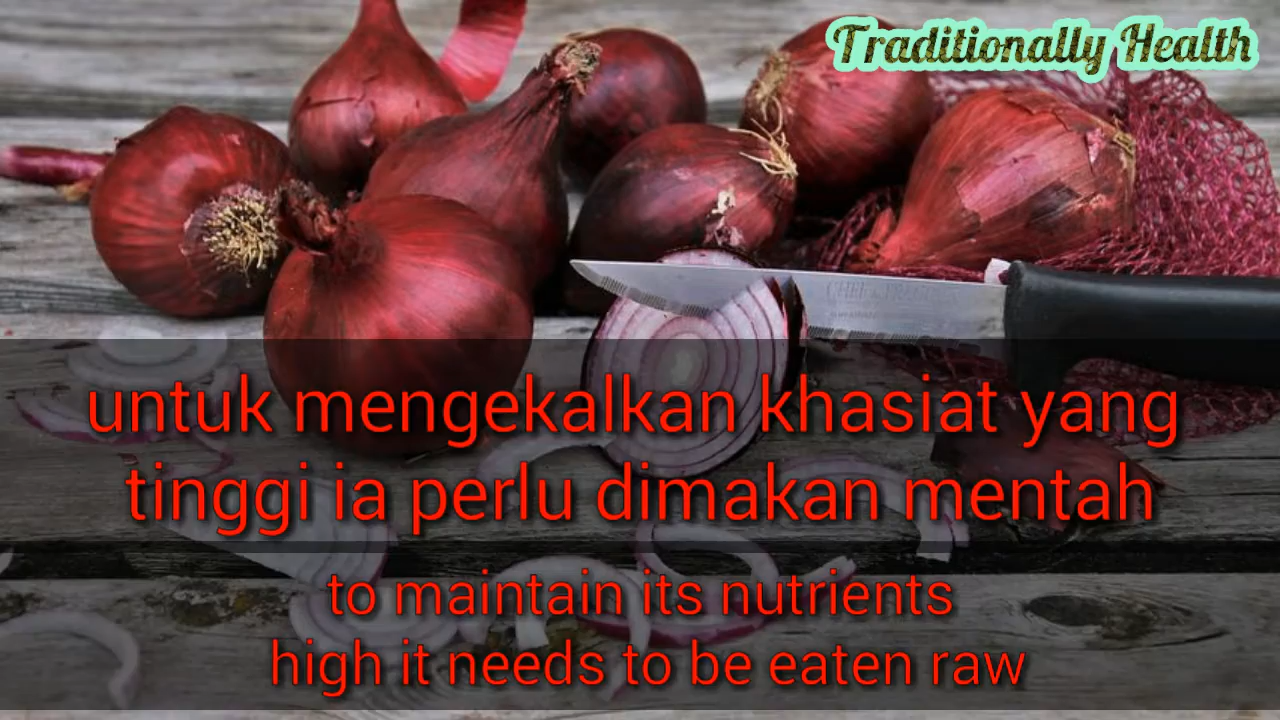 Traditionally Health
untuk mengekalkan khasiat yang
tinggi ia perlu dimakan mentah
to maintain its nutrients
high it needs to be eaten raw